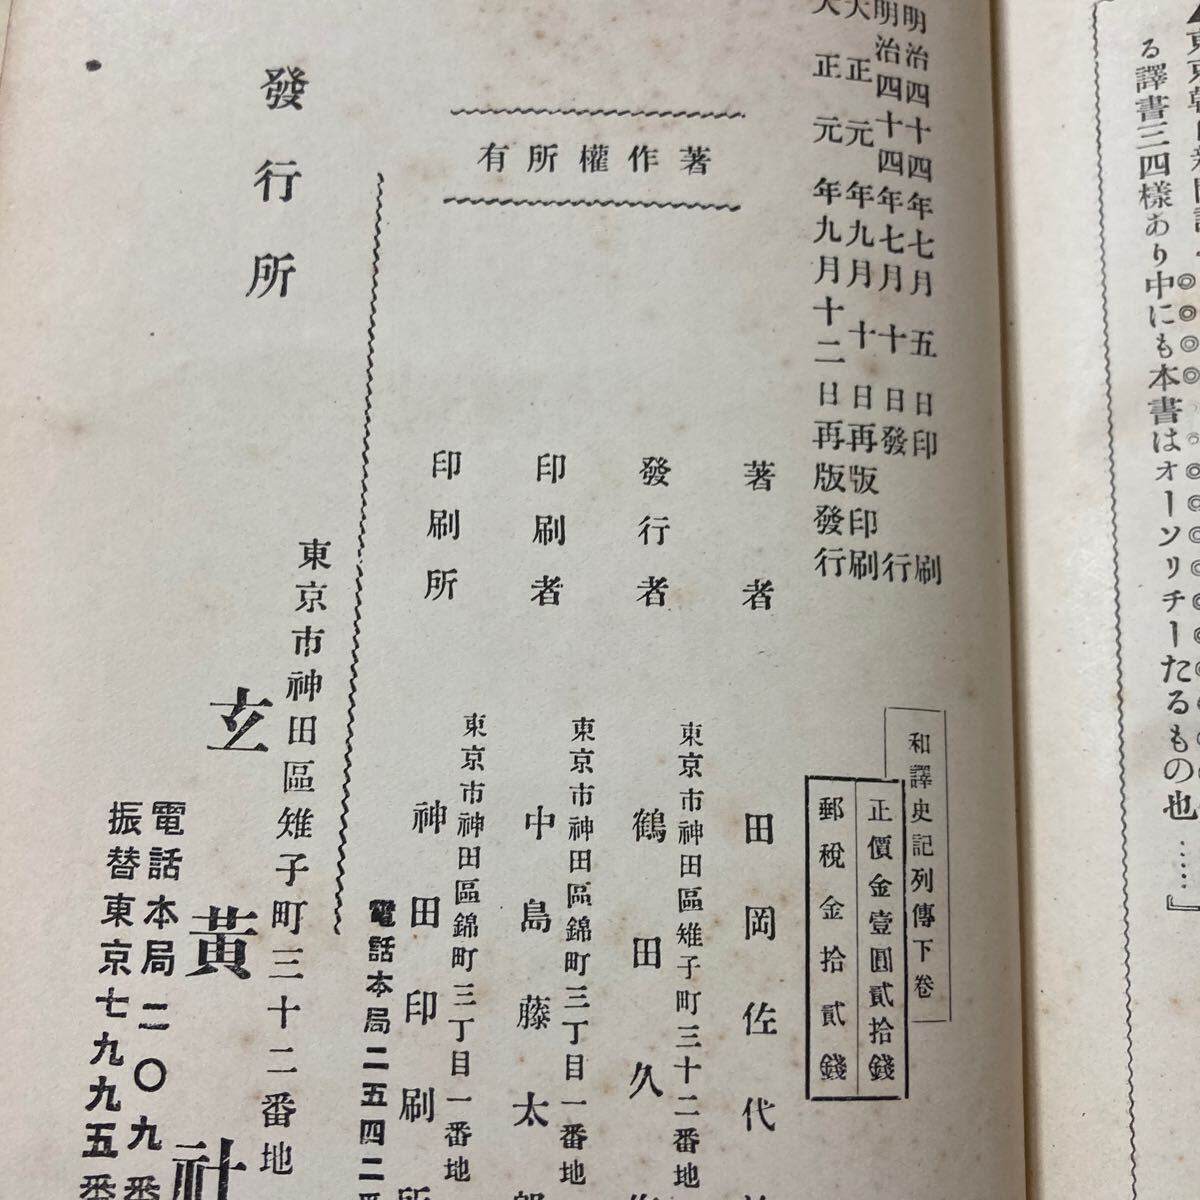 る譯書三四樣あり中にも本書はオーソリチーたるもの也……』
明治四十四年七月五日印刷
明治四十四年七月十日發行
大正元年九月十日再版印刷
大正元年九月十二日再版發行
和譯史記列傳下卷
正價金壹圓貳拾錢
郵稅金拾貳錢
著作權所有
著者
田岡佐代
東京市神田區雉子町三十二番地
發行者
鶴田久
東京市神田區錦町三丁目一番地
印刷者
中島藤太
東京市神田區錦町三丁目一番地
印刷所
神田印刷所
電話本局二五四二番
發行所
東京市神田區雉子町三十二番地
玄黃社
電話本局二〇九番
振替東京七九九五番